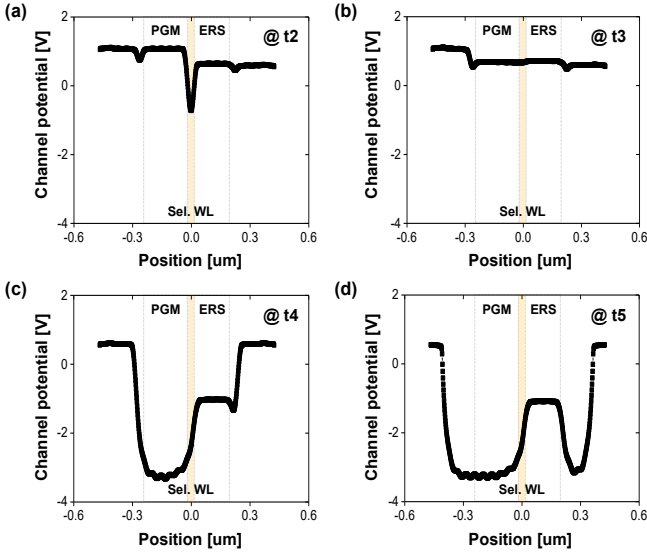 (a)
PGM ERS @ t2
2
0
-2
-4
Channel potential [V]
Sel. WL
-0.6 -0.3 0.0 0.3 0.6
Position [um]
(b)
PGM ERS @ t3
2
0
-2
-4
Channel potential [V]
Sel. WL
-0.6 -0.3 0.0 0.3 0.6
Position [um]
(c)
PGM ERS @ t4
2
0
-2
-4
Channel potential [V]
Sel. WL
-0.6 -0.3 0.0 0.3 0.6
Position [um]
(d)
PGM ERS @ t5
2
0
-2
-4
Channel potential [V]
Sel. WL
-0.6 -0.3 0.0 0.3 0.6
Position [um]